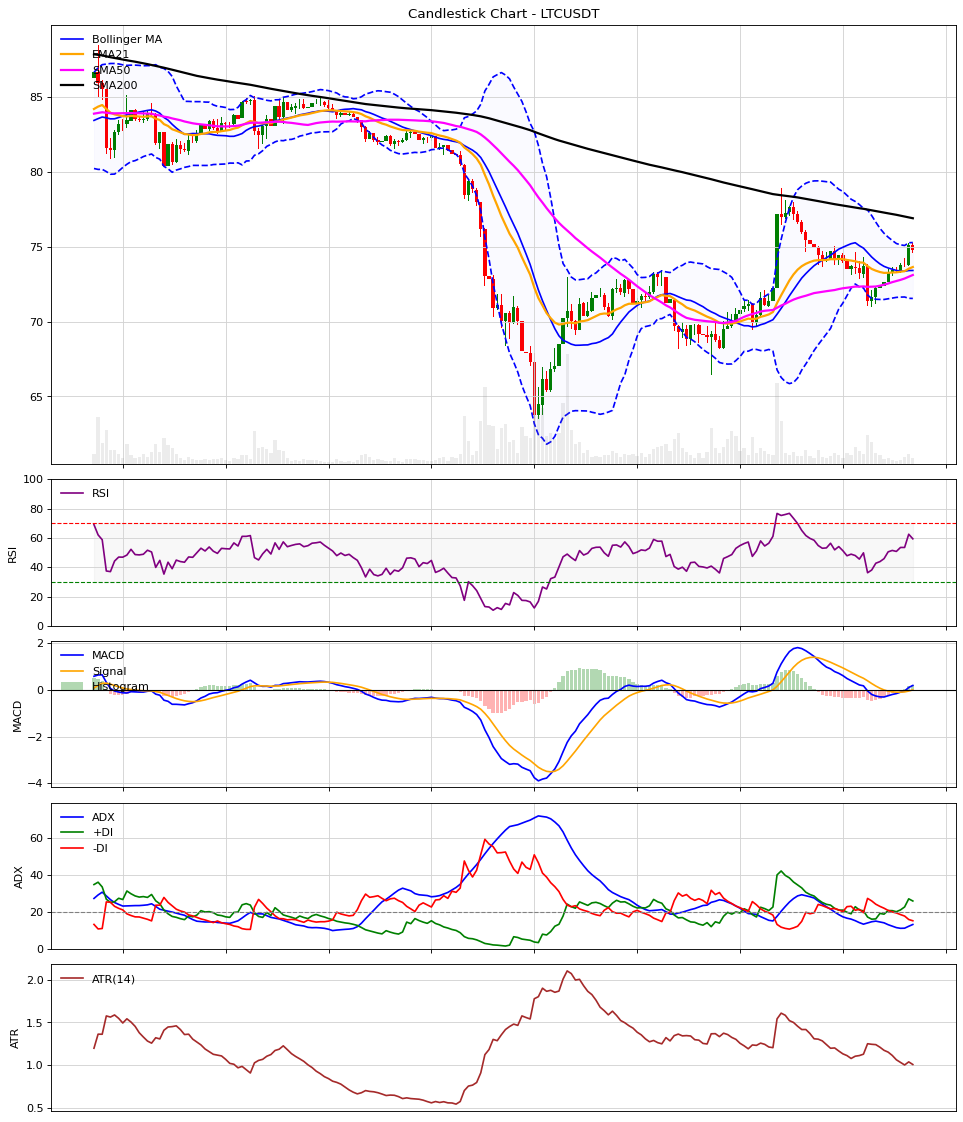 Candlestick Chart - LTCUSDT
Bollinger MA
EMA21
SMA50
SMA200
85
80
75
70
65
100
80
60
40
20
0
RSI
RSI
2
0
−2
−4
MACD
MACD
Signal
Histogram
60
40
20
0
ADX
ADX
+DI
-DI
2.0
1.5
1.0
0.5
ATR
ATR(14)